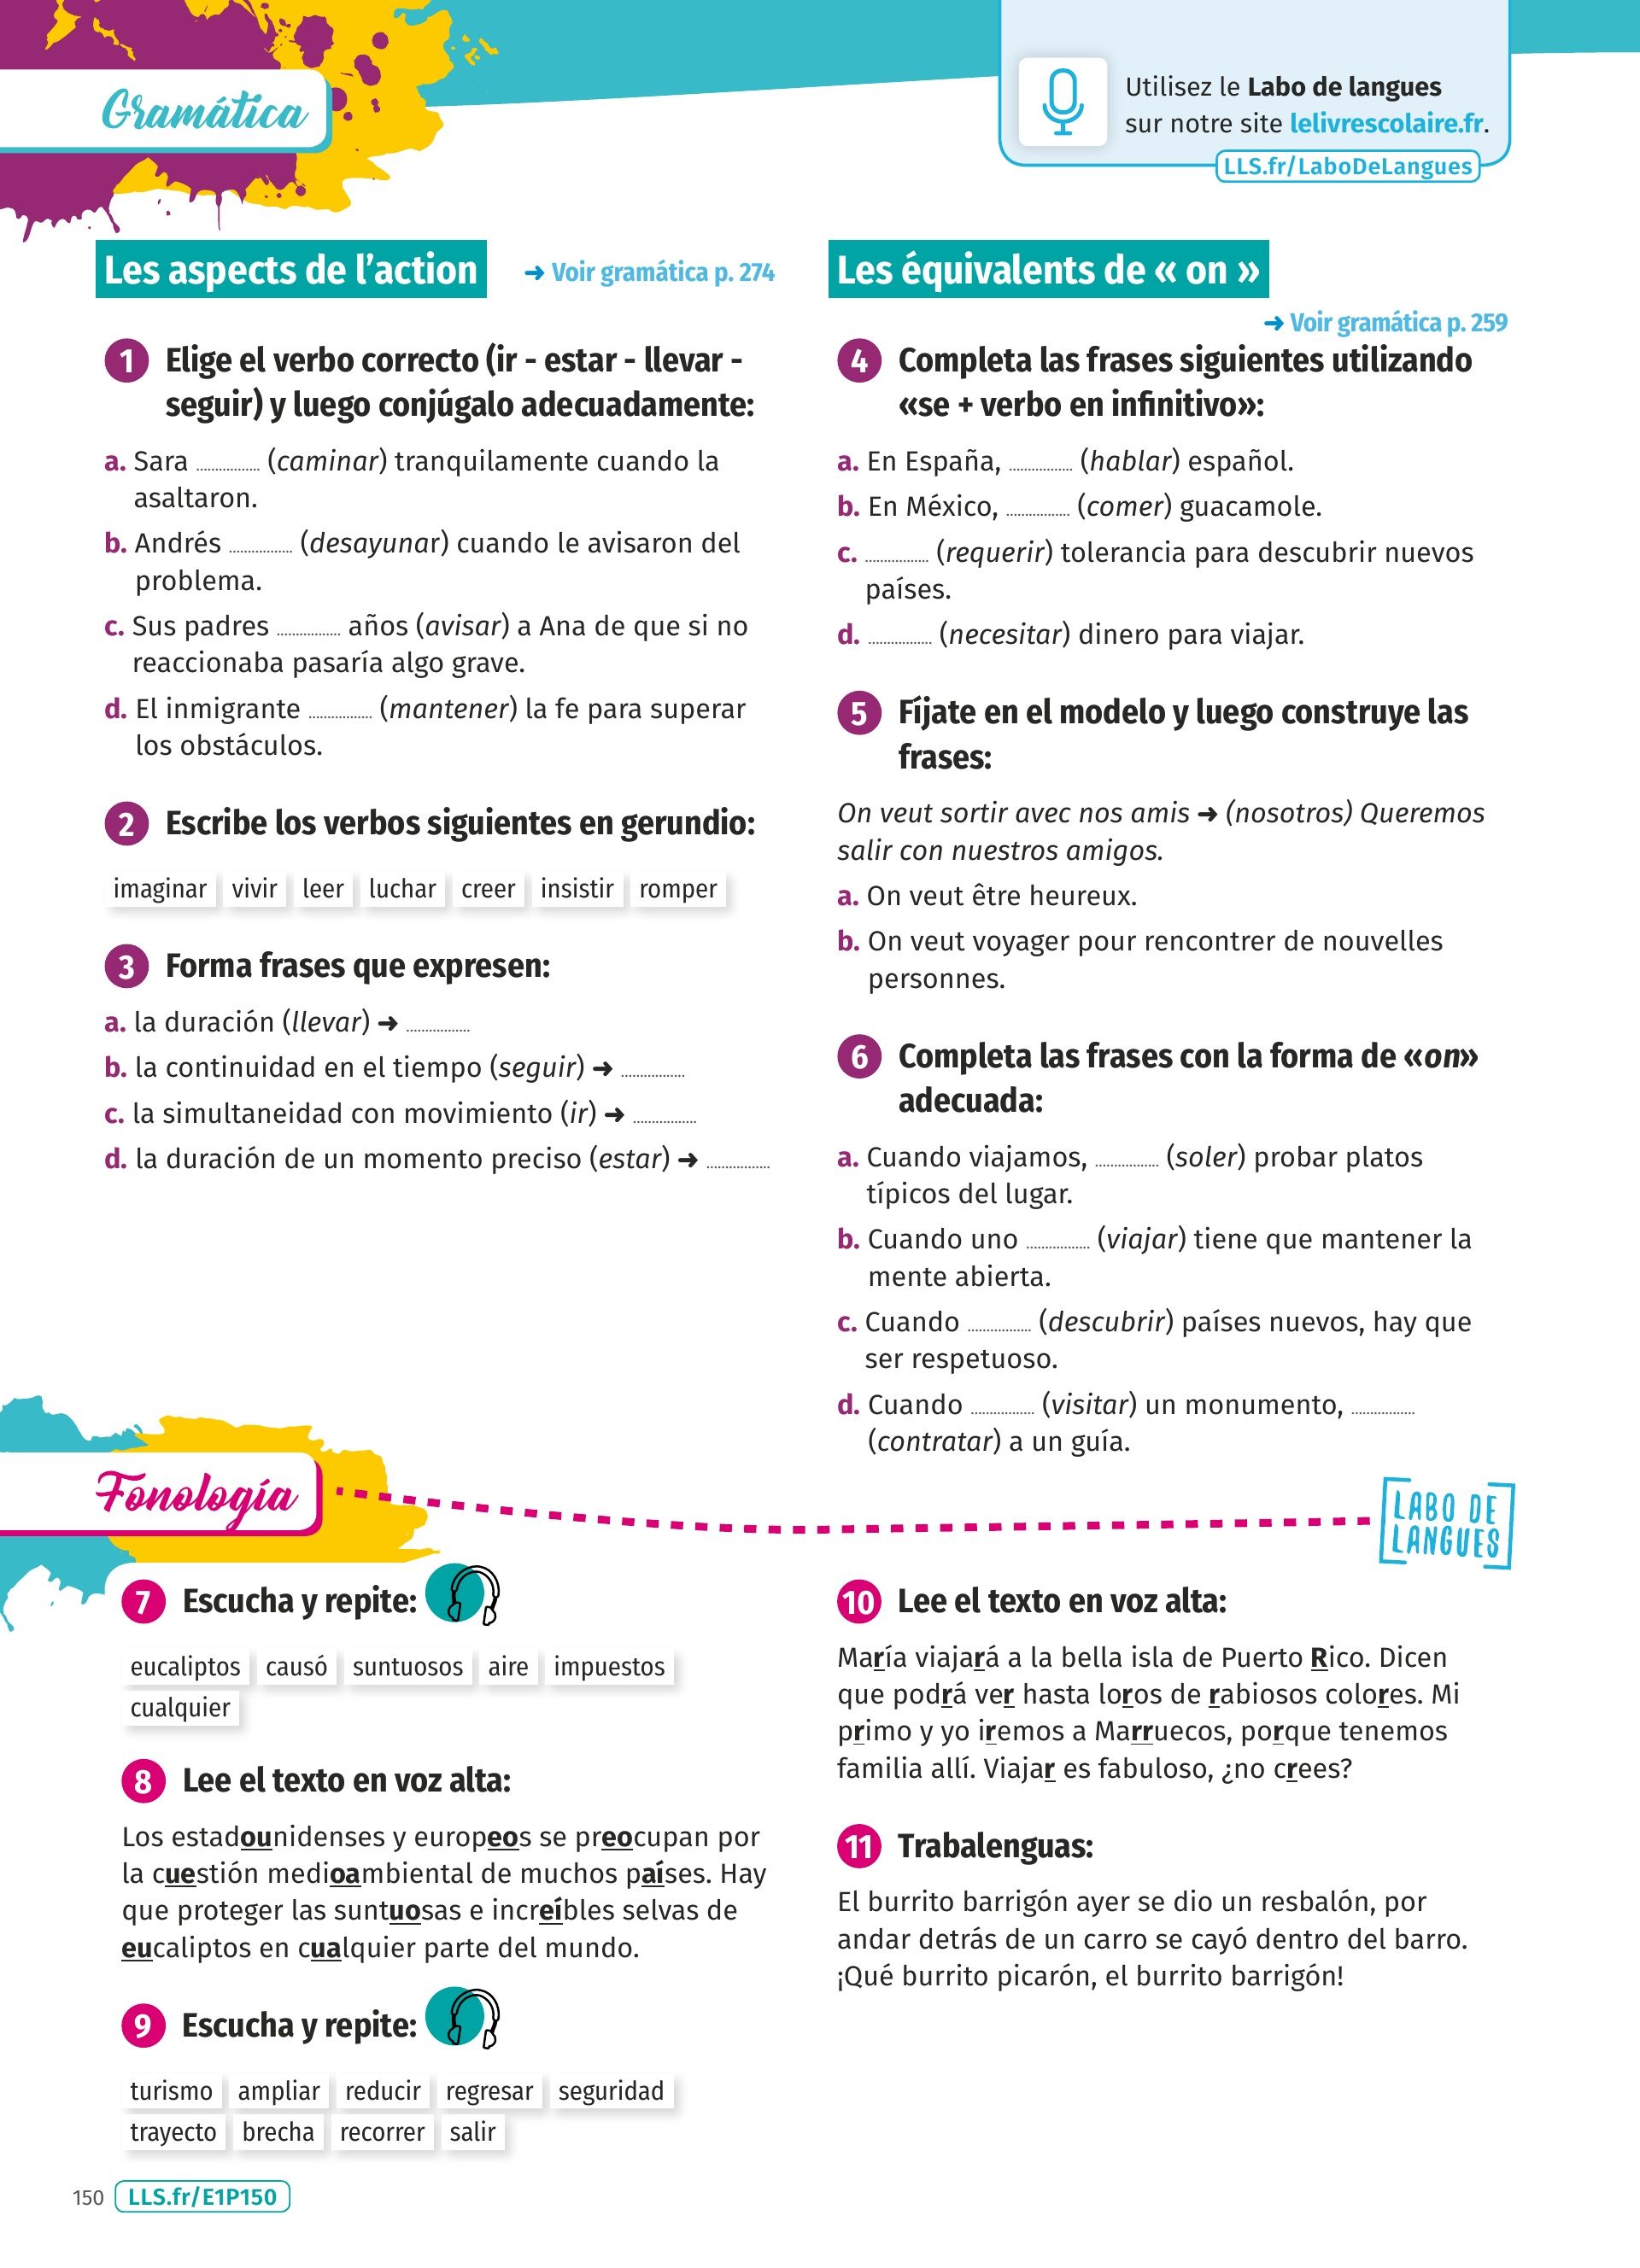 Gramática
Utilisez le Labo de langues
sur notre site lelivrescolaire.fr.
LLS.fr/LaboDeLangues
Les aspects de l’action
➜ Voir gramática p. 274
1 Elige el verbo correcto (ir - estar - llevar -
seguir) y luego conjúgalo adecuadamente:
a. Sara ................ (caminar) tranquilamente cuando la
asaltaron.
b. Andrés ................ (desayunar) cuando le avisaron del
problema.
c. Sus padres ................ años (avisar) a Ana de que si no
reaccionaba pasaría algo grave.
d. El inmigrante ................ (mantener) la fe para superar
los obstáculos.
2 Escribe los verbos siguientes en gerundio:
imaginar vivir leer luchar creer insistir romper
3 Forma frases que expresen:
a. la duración (llevar) ➜ ................
b. la continuidad en el tiempo (seguir) ➜ ................
c. la simultaneidad con movimiento (ir) ➜ ................
d. la duración de un momento preciso (estar) ➜ ................
Les équivalents de « on »
➜ Voir gramática p. 259
4 Completa las frases siguientes utilizando
«se + verbo en infinitivo»:
a. En España, ................ (hablar) español.
b. En México, ................ (comer) guacamole.
c. ................ (requerir) tolerancia para descubrir nuevos
países.
d. ................ (necesitar) dinero para viajar.
5 Fíjate en el modelo y luego construye las
frases:
On veut sortir avec nos amis ➜ (nosotros) Queremos
salir con nuestros amigos.
a. On veut être heureux.
b. On veut voyager pour rencontrer de nouvelles
personnes.
6 Completa las frases con la forma de «on»
adecuada:
a. Cuando viajamos, ................ (soler) probar platos
típicos del lugar.
b. Cuando uno ................ (viajar) tiene que mantener la
mente abierta.
c. Cuando ................ (descubrir) países nuevos, hay que
ser respetuoso.
d. Cuando ................ (visitar) un monumento, ................
(contratar) a un guía.
Fonología
LABO DE
LANGUES
7 Escucha y repite:
eucaliptos causó suntuosos aire impuestos
cualquier
8 Lee el texto en voz alta:
Los estadounidenses y europeos se preocupan por
la cuestión medioambiental de muchos países. Hay
que proteger las suntuosas e increíbles selvas de
eucaliptos en cualquier parte del mundo.
9 Escucha y repite:
turismo ampliar reducir regresar seguridad
trayecto brecha recorrer salir
10 Lee el texto en voz alta:
María viajará a la bella isla de Puerto Rico. Dicen
que podrá ver hasta loros de rabiosos colores. Mi
primo y yo iremos a Marruecos, porque tenemos
familia allí. Viajar es fabuloso, ¿no crees?
11 Trabalenguas:
El burrito barrigón ayer se dio un resbalón, por
andar detrás de un carro se cayó dentro del barro.
¡Qué burrito picarón, el burrito barrigón!
150 LLS.fr/E1P150